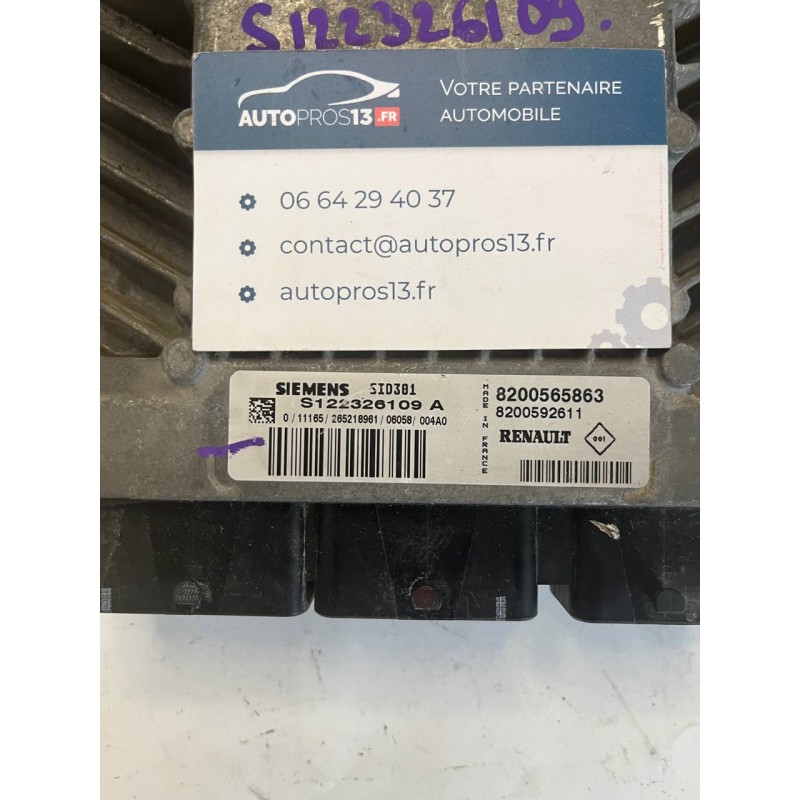 S122326109.
AUTOPROS13.FR
VOTRE PARTENAIRE
AUTOMOBILE
06 64 29 40 37
contact@autopros13.fr
autopros13.fr
SIEMENS SID301
S122326109 A
0/11165/265218961/06058/004A0
MADE IN FRANCE
8200565863
8200592611
RENAULT
001